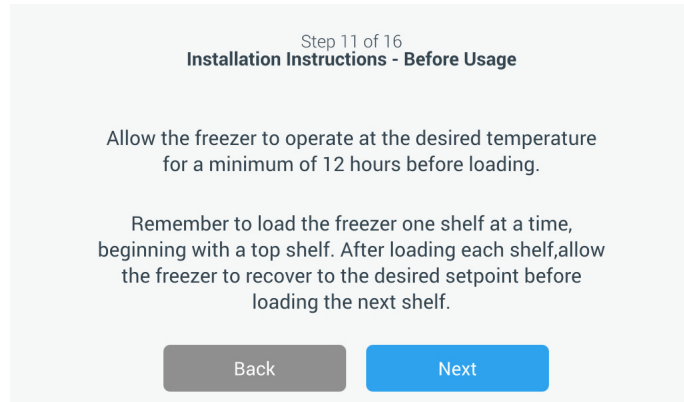 Step 11 of 16
Installation Instructions - Before Usage
Allow the freezer to operate at the desired temperature
for a minimum of 12 hours before loading.
Remember to load the freezer one shelf at a time,
beginning with a top shelf. After loading each shelf,allow
the freezer to recover to the desired setpoint before
loading the next shelf.
Back
Next